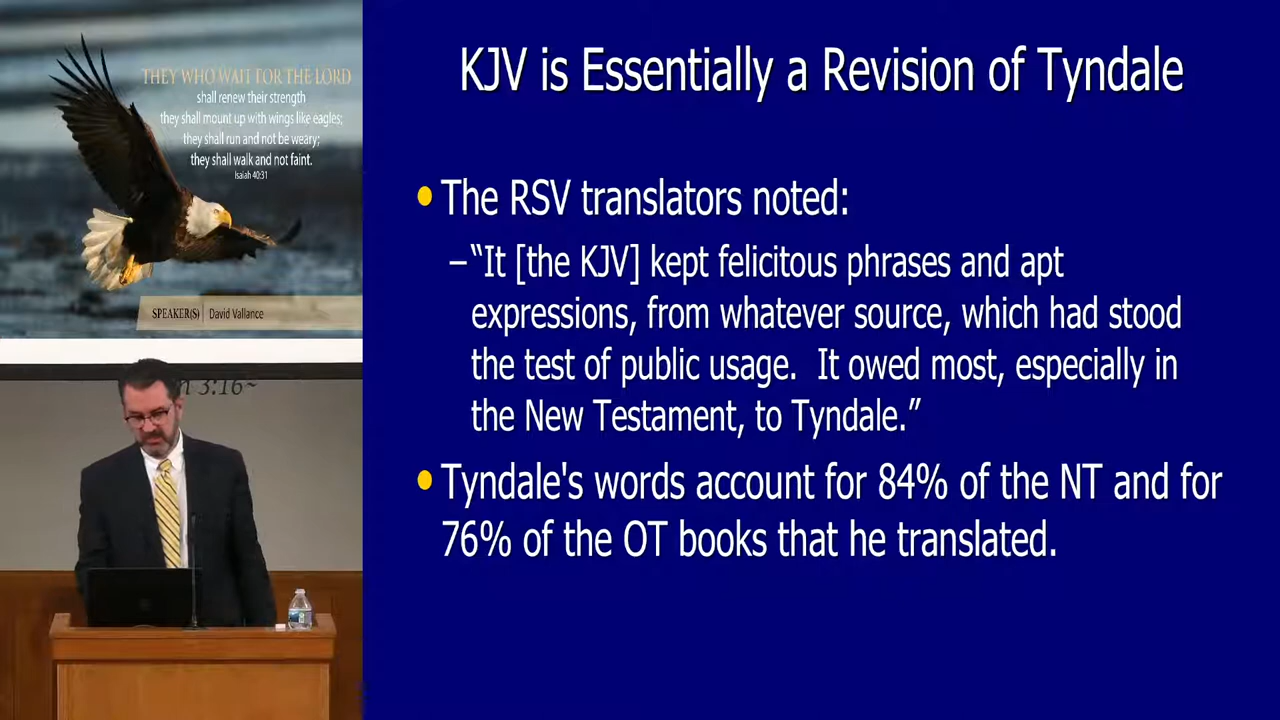 THEY WHO WAIT FOR THE LORD
shall renew their strength
they shall mount up with wings like eagles;
they shall run and not be weary;
they shall walk and not faint.
Isaiah 40:31
SPEAKER(S) David Vallance
3:16~
KJV is Essentially a Revision of Tyndale
• The RSV translators noted:
–“It [the KJV] kept felicitous phrases and apt
expressions, from whatever source, which had stood
the test of public usage.  It owed most, especially in
the New Testament, to Tyndale.”
• Tyndale's words account for 84% of the NT and for
76% of the OT books that he translated.